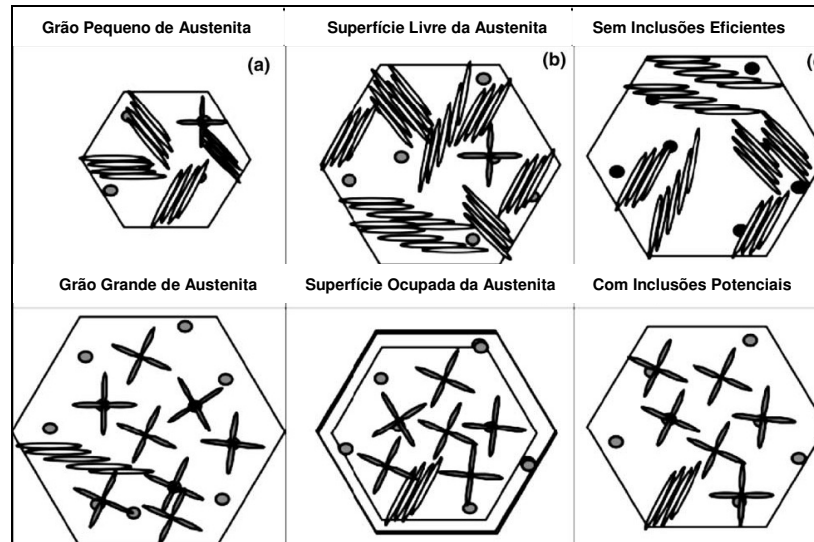 Grão Pequeno de Austenita
Superfície Livre da Austenita
Sem Inclusões Eficientes
(a)
(b)
Grão Grande de Austenita
Superfície Ocupada da Austenita
Com Inclusões Potenciais